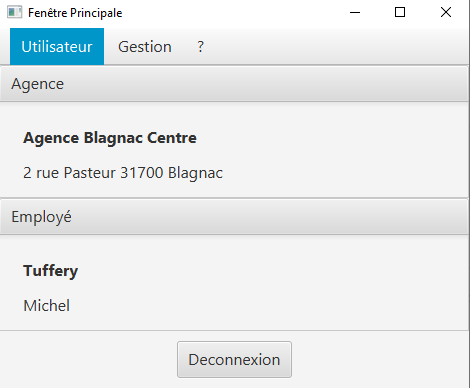 Fenêtre Principale
Utilisateur Gestion ?
Agence
Agence Blagnac Centre
2 rue Pasteur 31700 Blagnac
Employé
Tuffery
Michel
Deconnexion